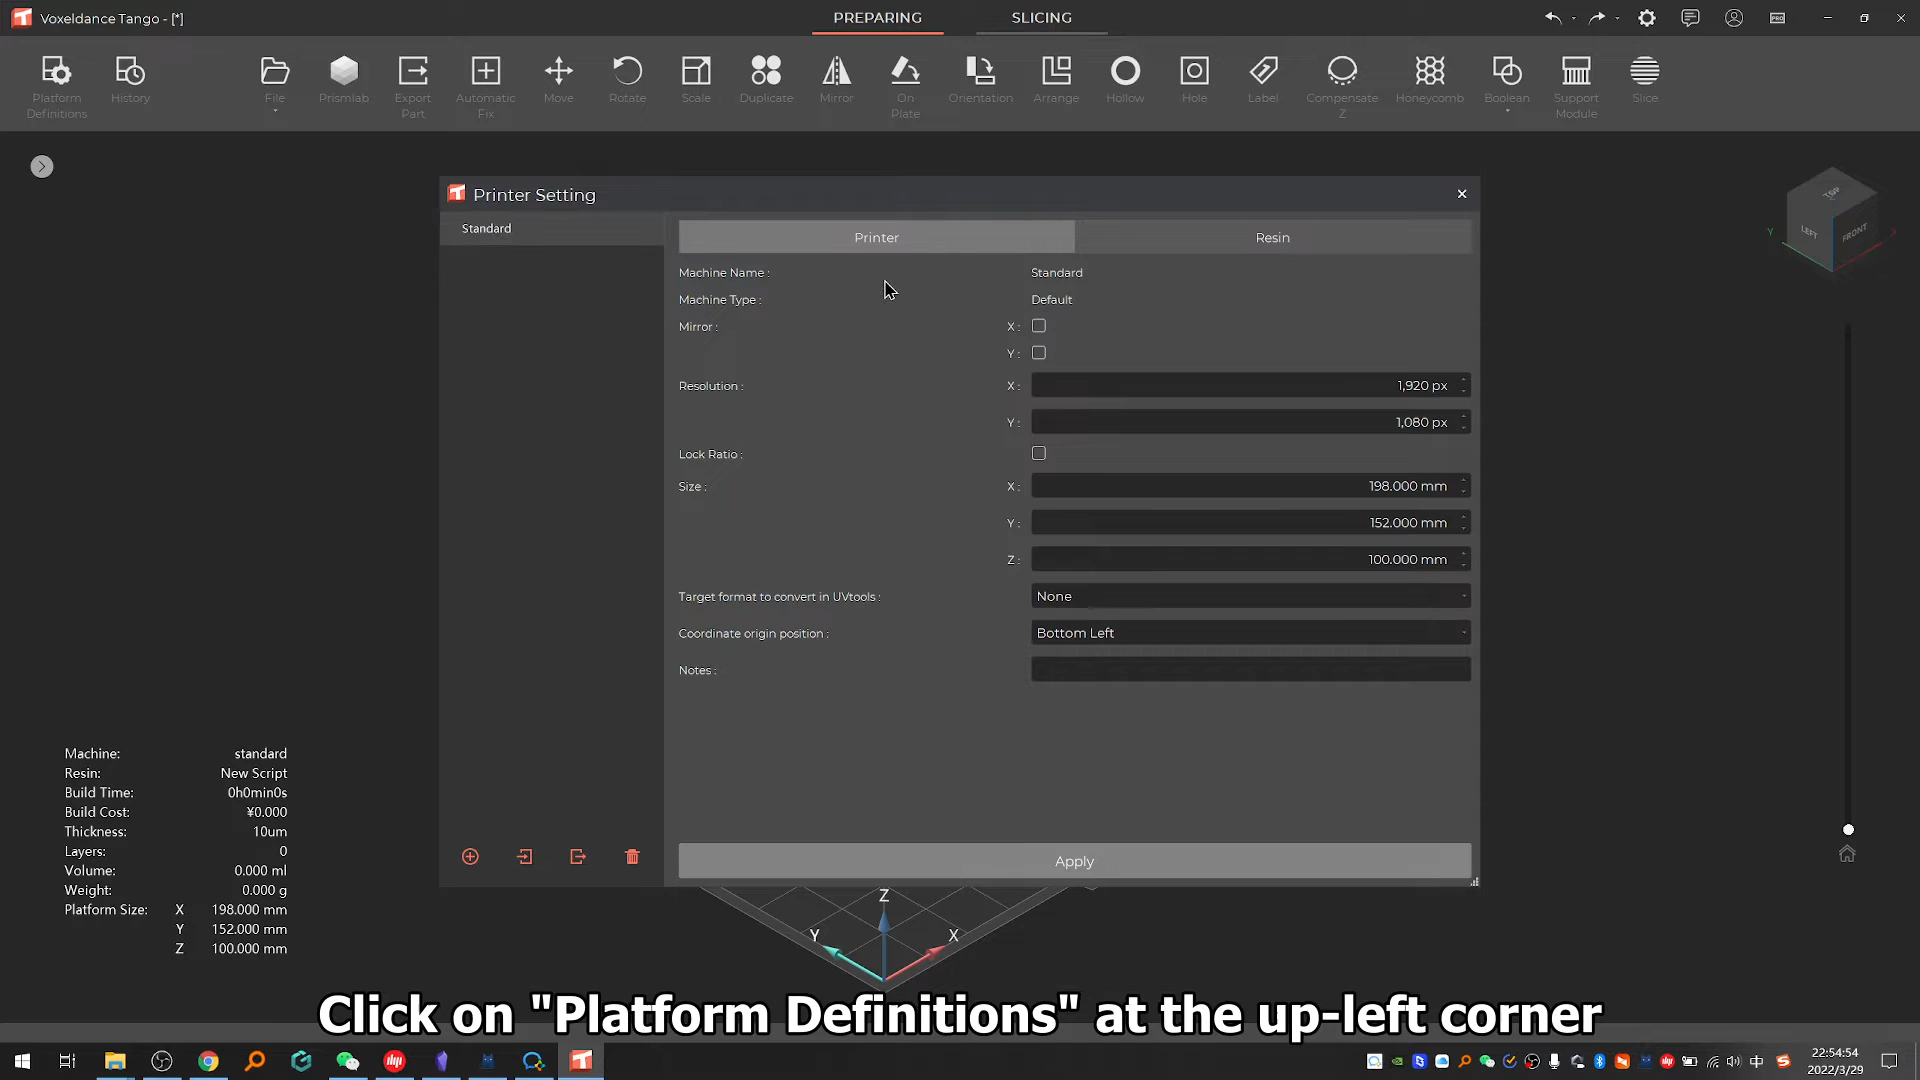 Voxeldance Tango - [*]
PREPARING
SLICING
PRO
Platform
Definitions
History
File
Prismlab
Export
Part
Automatic
Fix
Move
Rotate
Scale
Duplicate
Mirror
On
Plate
Orientation
Arrange
Hollow
Hole
Label
Compensate
Z
Honeycomb
Boolean
Support
Module
Slice
TOP
LEFT
FRONT
Y
X
Printer Setting
Standard
Printer
Resin
Machine Name :
Standard
Machine Type :
Default
Mirror :
X :
Y :
Resolution :
X :
1,920 px
Y :
1,080 px
Lock Ratio :
Size :
X :
198.000 mm
Y :
152.000 mm
Z :
100.000 mm
Target format to convert in UVtools :
None
Coordinate origin position :
Bottom Left
Notes :
Apply
Machine: standard
Resin: New Script
Build Time: 0h0min0s
Build Cost: ¥0.000
Thickness: 10um
Layers: 0
Volume: 0.000 ml
Weight: 0.000 g
Platform Size: X 198.000 mm
Y 152.000 mm
Z 100.000 mm
Z
Y
X
Click on "Platform Definitions" at the up-left corner
中
22:54:54
2022/3/29